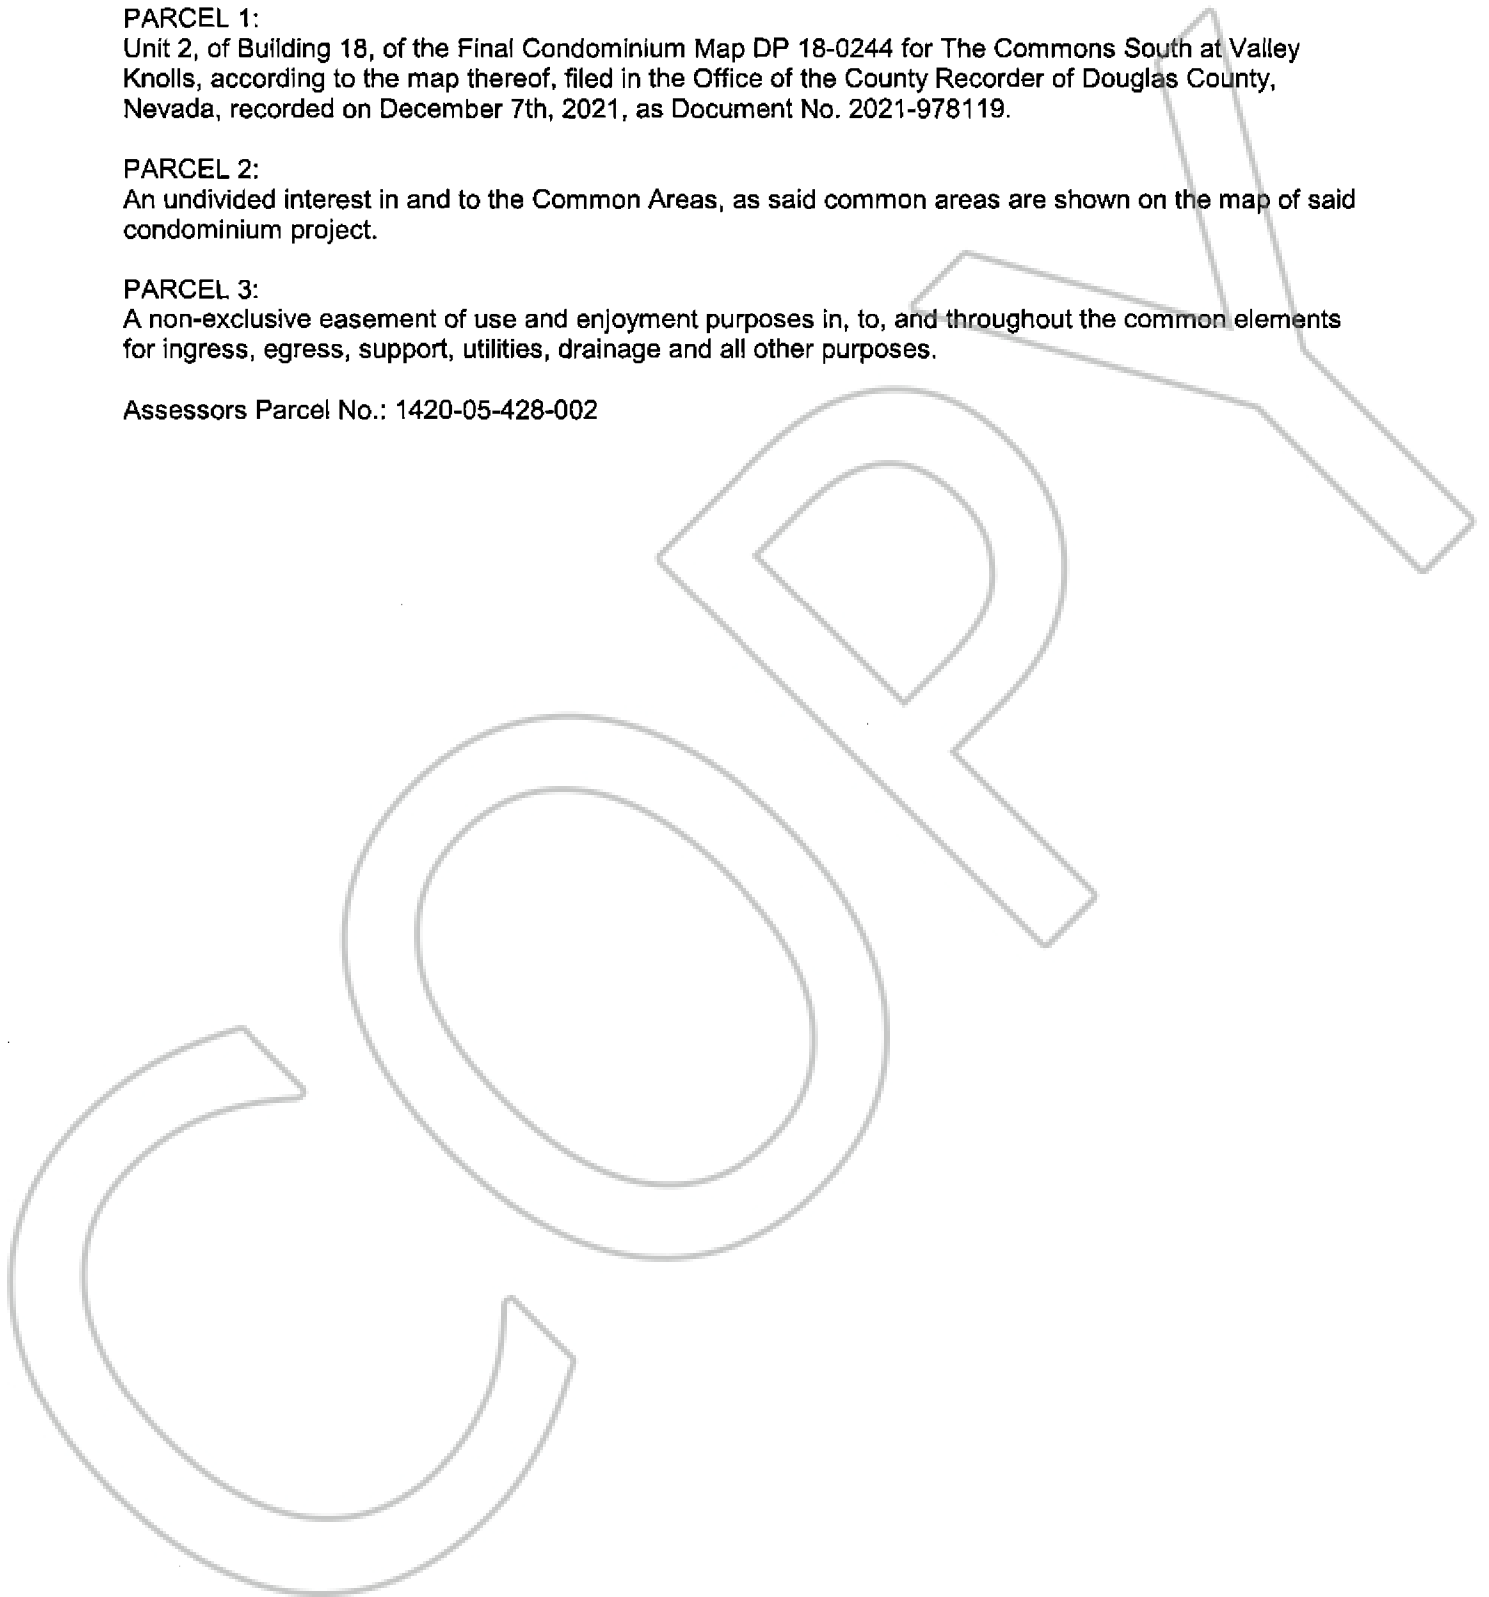 PARCEL 1:
Unit 2, of Building 18, of the Final Condominium Map DP 18-0244 for The Commons South at Valley
Knolls, according to the map thereof, filed in the Office of the County Recorder of Douglas County,
Nevada, recorded on December 7th, 2021, as Document No. 2021-978119.
PARCEL 2:
An undivided interest in and to the Common Areas, as said common areas are shown on the map of said
condominium project.
PARCEL 3:
A non-exclusive easement of use and enjoyment purposes in, to, and throughout the common elements
for ingress, egress, support, utilities, drainage and all other purposes.
Assessors Parcel No.: 1420-05-428-002
COPY